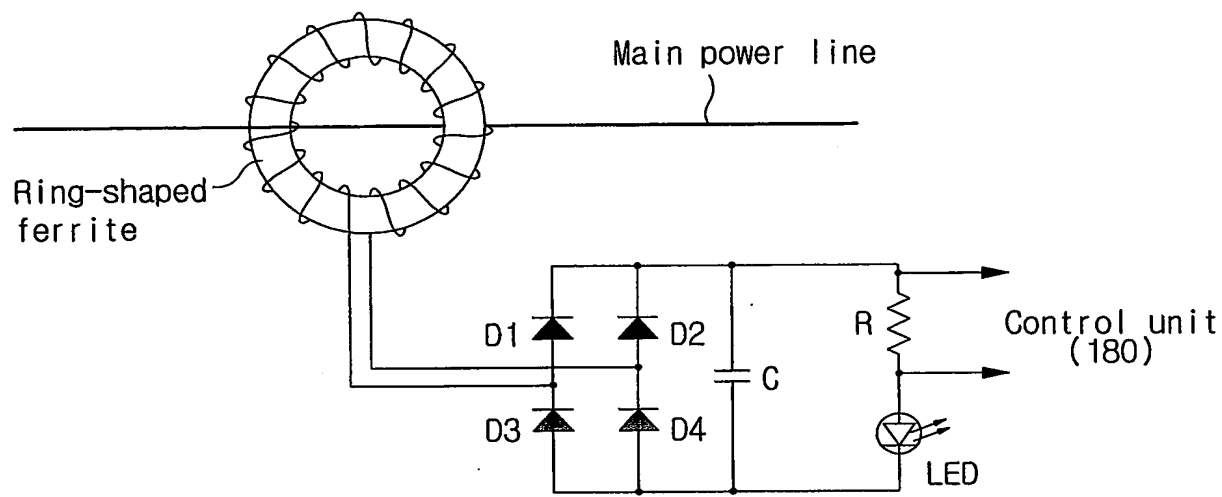 Main power line
Ring-shaped
ferrite
D1
D2
R
Control unit
(180)
C
D3
D4
LED